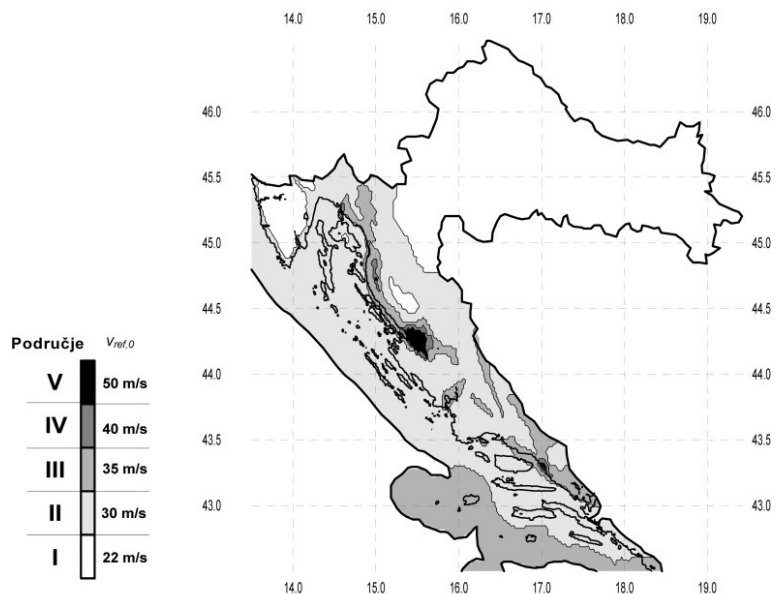 14.0 15.0 16.0 17.0 18.0 19.0
46.0 46.0
45.5 45.5
45.0 45.0
44.5 44.5
Područje Vref,0
V 50 m/s
44.0 44.0
IV 40 m/s
43.5 43.5
III 35 m/s
43.0 43.0
II 30 m/s
I 22 m/s
14.0 15.0 16.0 17.0 18.0 19.0